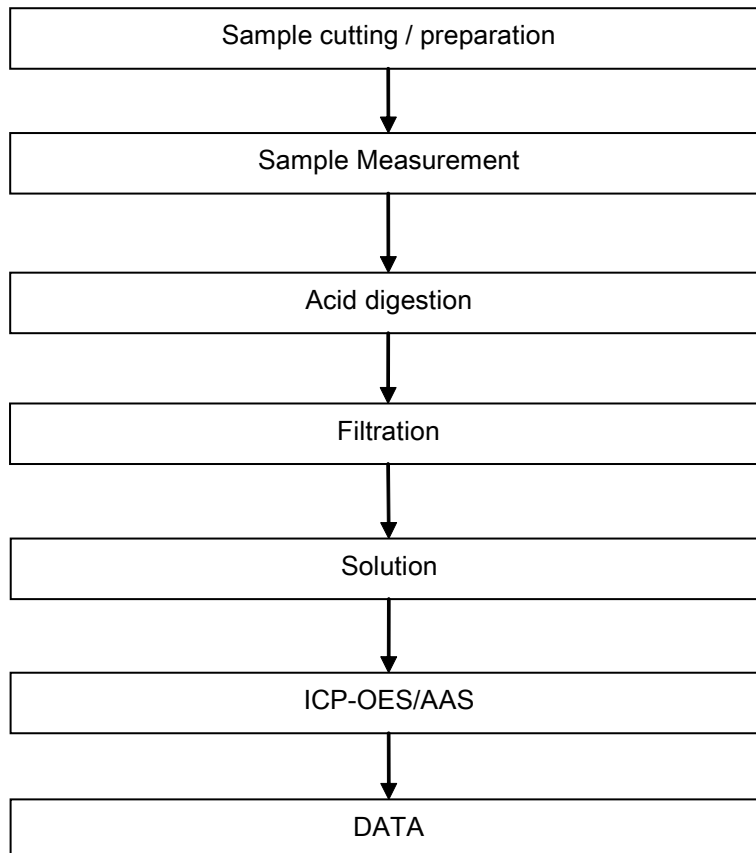 Sample cutting / preparation
Sample Measurement
Acid digestion
Filtration
Solution
ICP-OES/AAS
DATA